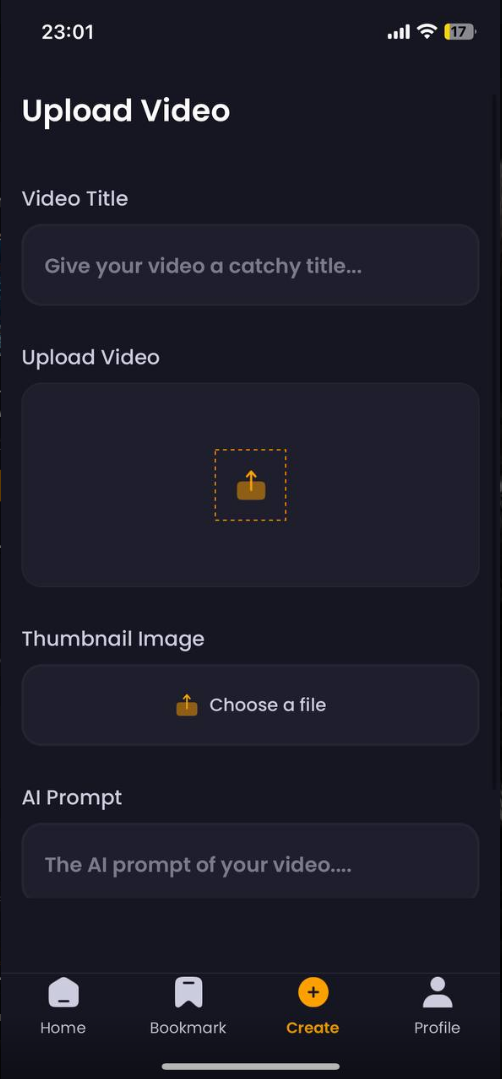 23:01
17
Upload Video
Video Title
Give your video a catchy title...
Upload Video
Thumbnail Image
Choose a file
AI Prompt
The AI prompt of your video....
Home
Bookmark
Create
Profile